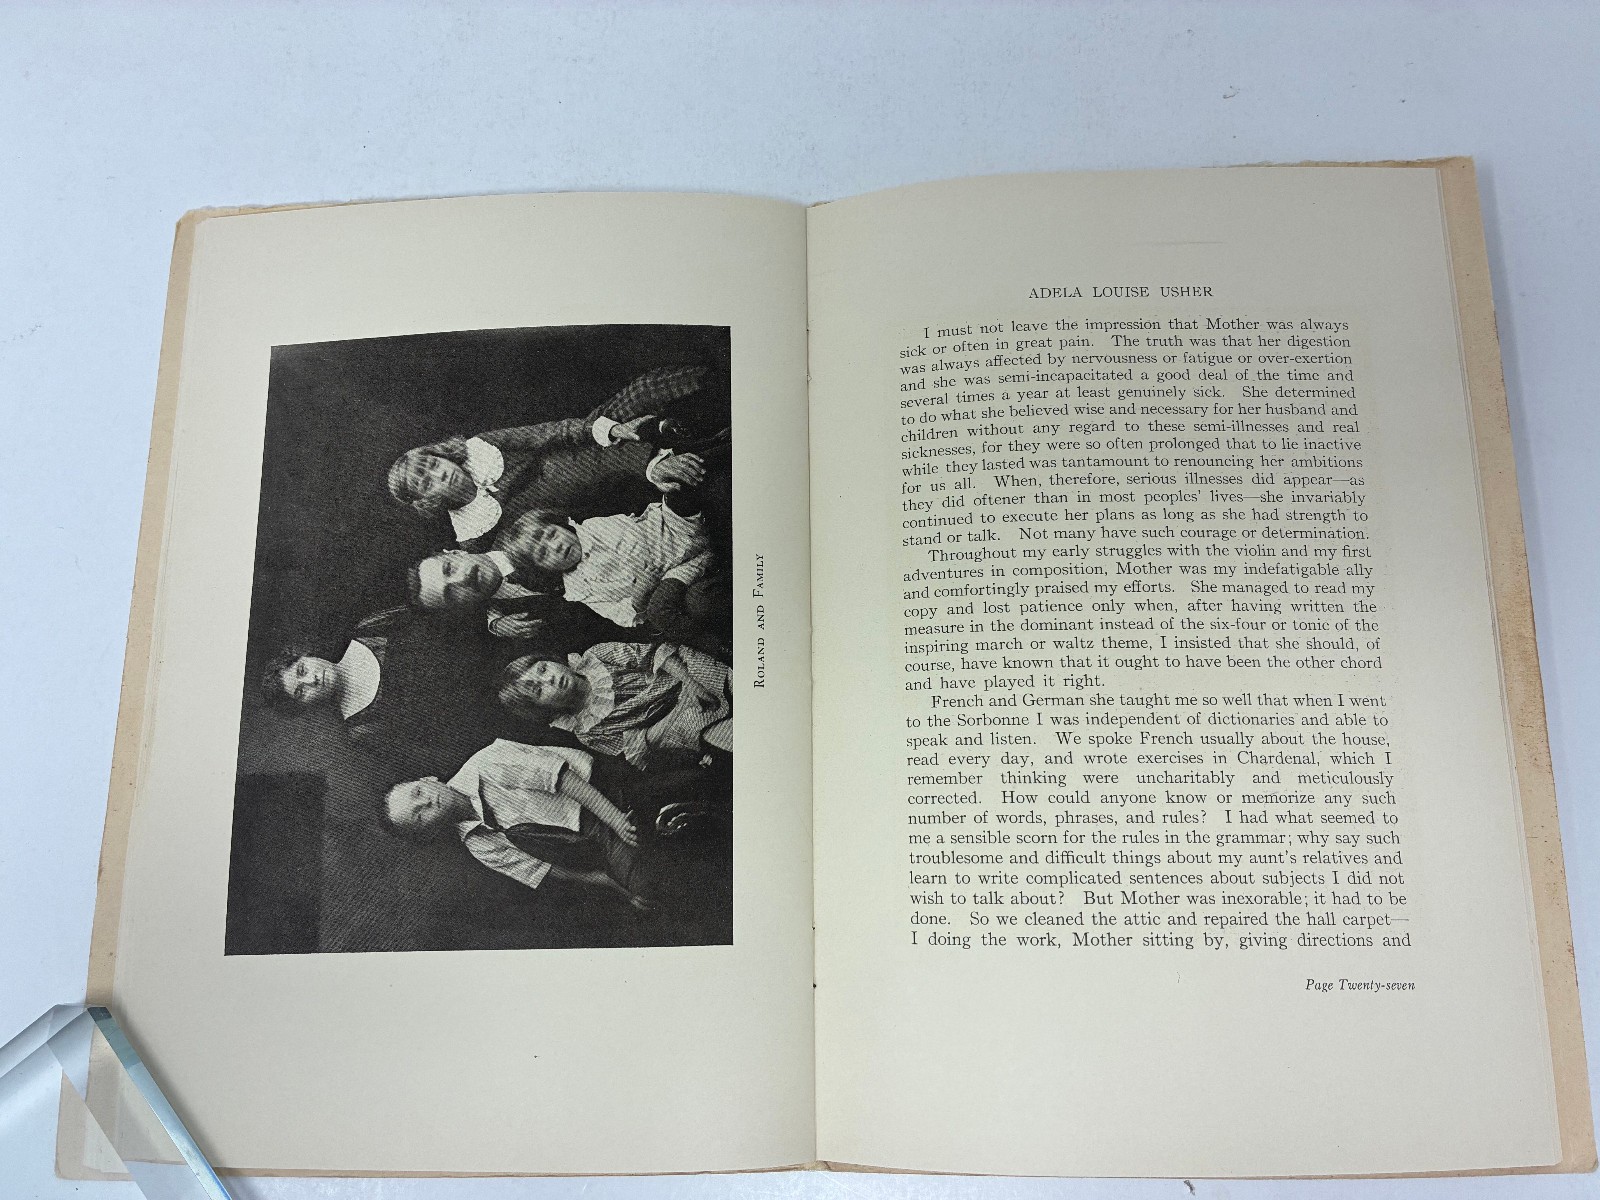 ROLAND AND FAMILY
ADELA LOUISE USHER
I must not leave the impression that Mother was always
sick or often in great pain. The truth was that her digestion
was always affected by nervousness or fatigue or over-exertion
and she was semi-incapacitated a good deal of the time and
several times a year at least genuinely sick. She determined
to do what she believed wise and necessary for her husband and
children without any regard to these semi-illnesses and real
sicknesses, for they were so often prolonged that to lie inactive
while they lasted was tantamount to renouncing her ambitions
for us all. When, therefore, serious illnesses did appear—as
they did oftener than in most peoples' lives—she invariably
continued to execute her plans as long as she had strength to
stand or talk. Not many have such courage or determination.
Throughout my early struggles with the violin and my first
adventures in composition, Mother was my indefatigable ally
and comfortingly praised my efforts. She managed to read my
copy and lost patience only when, after having written the
measure in the dominant instead of the six-four or tonic of the
inspiring march or waltz theme, I insisted that she should, of
course, have known that it ought to have been the other chord
and have played it right.
French and German she taught me so well that when I went
to the Sorbonne I was independent of dictionaries and able to
speak and listen. We spoke French usually about the house,
read every day, and wrote exercises in Chardenal, which I
remember thinking were uncharitably and meticulously
corrected. How could anyone know or memorize any such
number of words, phrases, and rules? I had what seemed to
me a sensible scorn for the rules in the grammar; why say such
troublesome and difficult things about my aunt's relatives and
learn to write complicated sentences about subjects I did not
wish to talk about? But Mother was inexorable; it had to be
done. So we cleaned the attic and repaired the hall carpet—
I doing the work, Mother sitting by, giving directions and
Page Twenty-seven